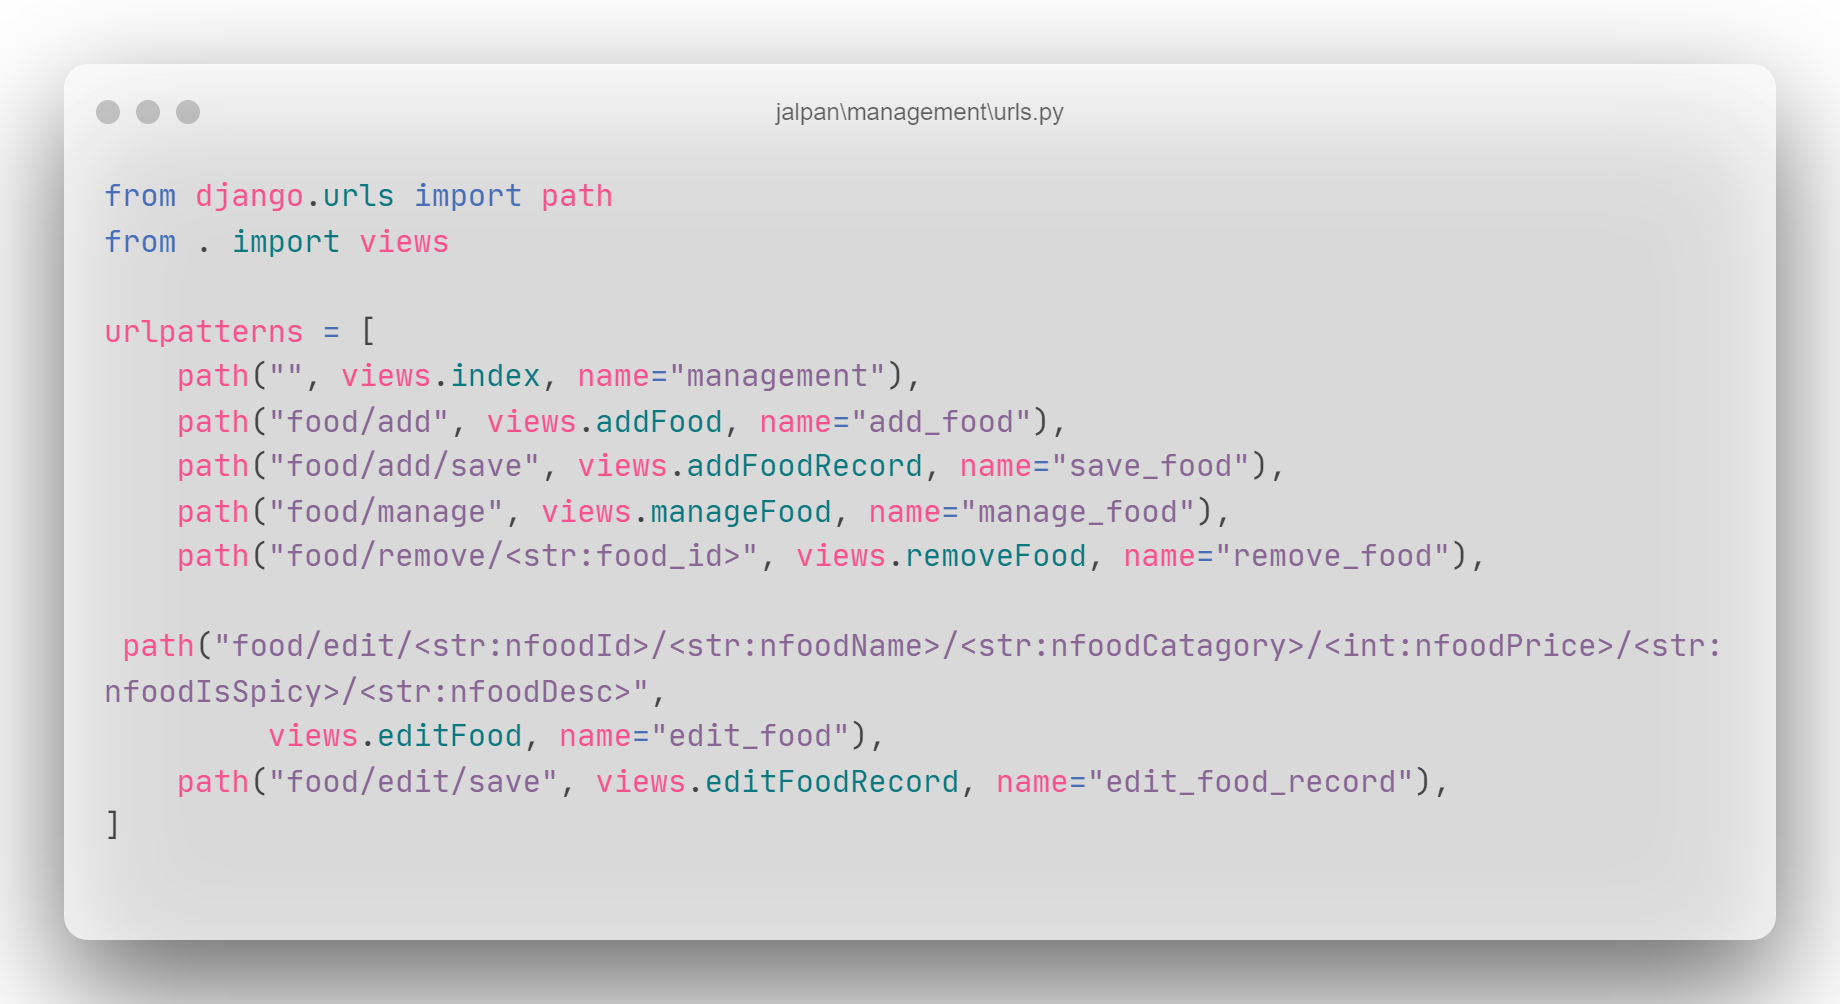 jalpan\management\urls.py
from django.urls import path
from . import views
urlpatterns = [
    path("", views.index, name="management"),
    path("food/add", views.addFood, name="add_food"),
    path("food/add/save", views.addFoodRecord, name="save_food"),
    path("food/manage", views.manageFood, name="manage_food"),
    path("food/remove/<str:food_id>", views.removeFood, name="remove_food"),
 path("food/edit/<str:nfoodId>/<str:nfoodName>/<str:nfoodCatagory>/<int:nfoodPrice>/<str:
nfoodIsSpicy>/<str:nfoodDesc>",
         views.editFood, name="edit_food"),
    path("food/edit/save", views.editFoodRecord, name="edit_food_record"),
]